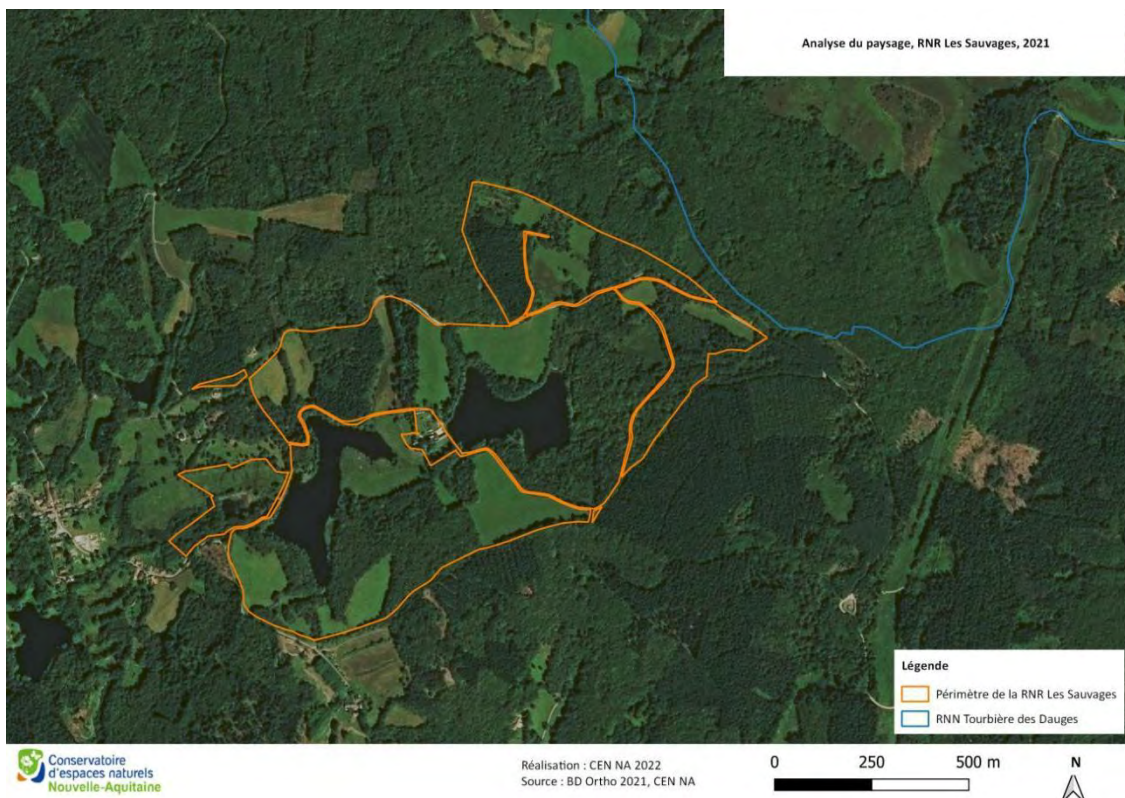 Analyse du paysage, RNR Les Sauvages, 2021
Légende
Périmètre de la RNR Les Sauvages
RNN Tourbière des Dauges
Conservatoire
d'espaces naturels
Nouvelle-Aquitaine
Réalisation : CEN NA 2022
Source : BD Ortho 2021, CEN NA
0 250 500 m
N